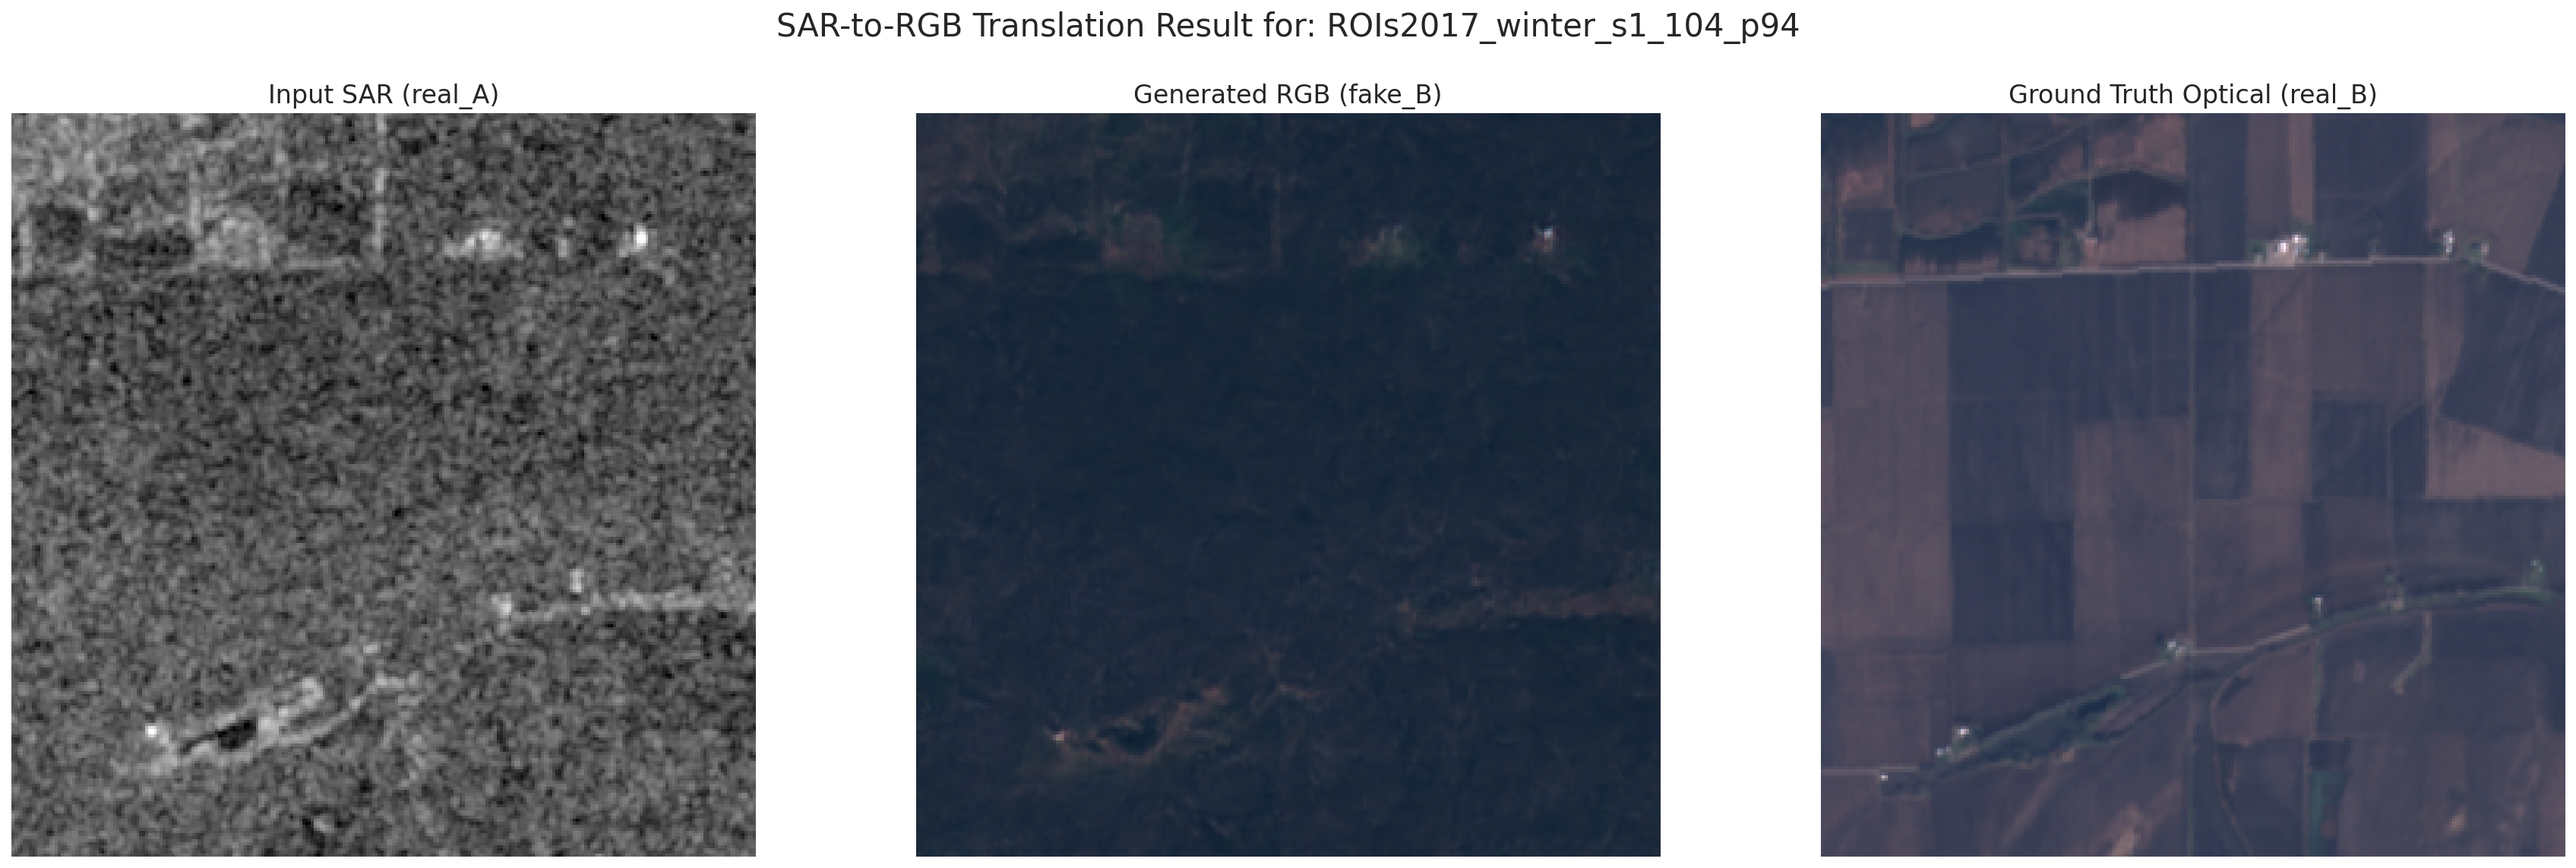 SAR-to-RGB Translation Result for: ROIs2017_winter_s1_104_p94
Input SAR (real_A)
Generated RGB (fake_B)
Ground Truth Optical (real_B)